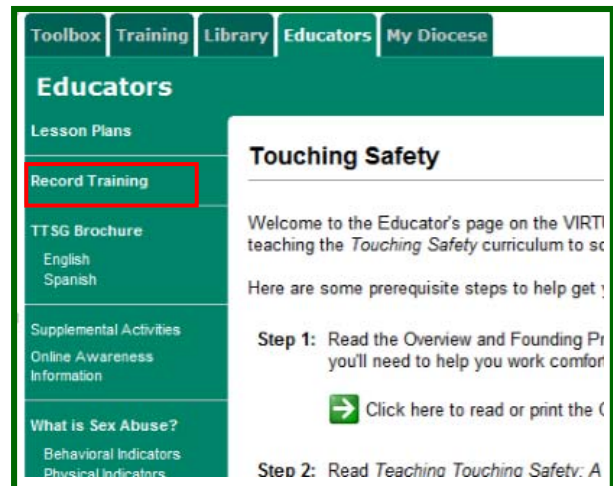 Toolbox Training Library Educators My Diocese
Educators
Lesson Plans
Record Training
TTSG Brochure
English
Spanish
Supplemental Activities
Online Awareness
Information
What is Sex Abuse?
Behavioral Indicators
Physical Indicators
Touching Safety
Welcome to the Educator's page on the
teaching the Touching Safety curriculum to
Here are some prerequisite steps to help get
Step 1: Read the Overview and Founding
you'll need to help you work
Click here to read or print the
Step 2: Read Teaching Touching Safety: A